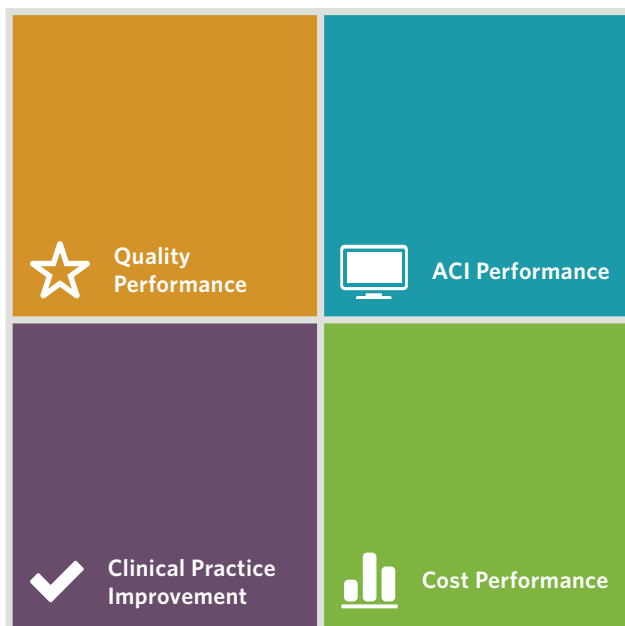 Quality
Performance
ACI Performance
Clinical Practice
Improvement
Cost Performance